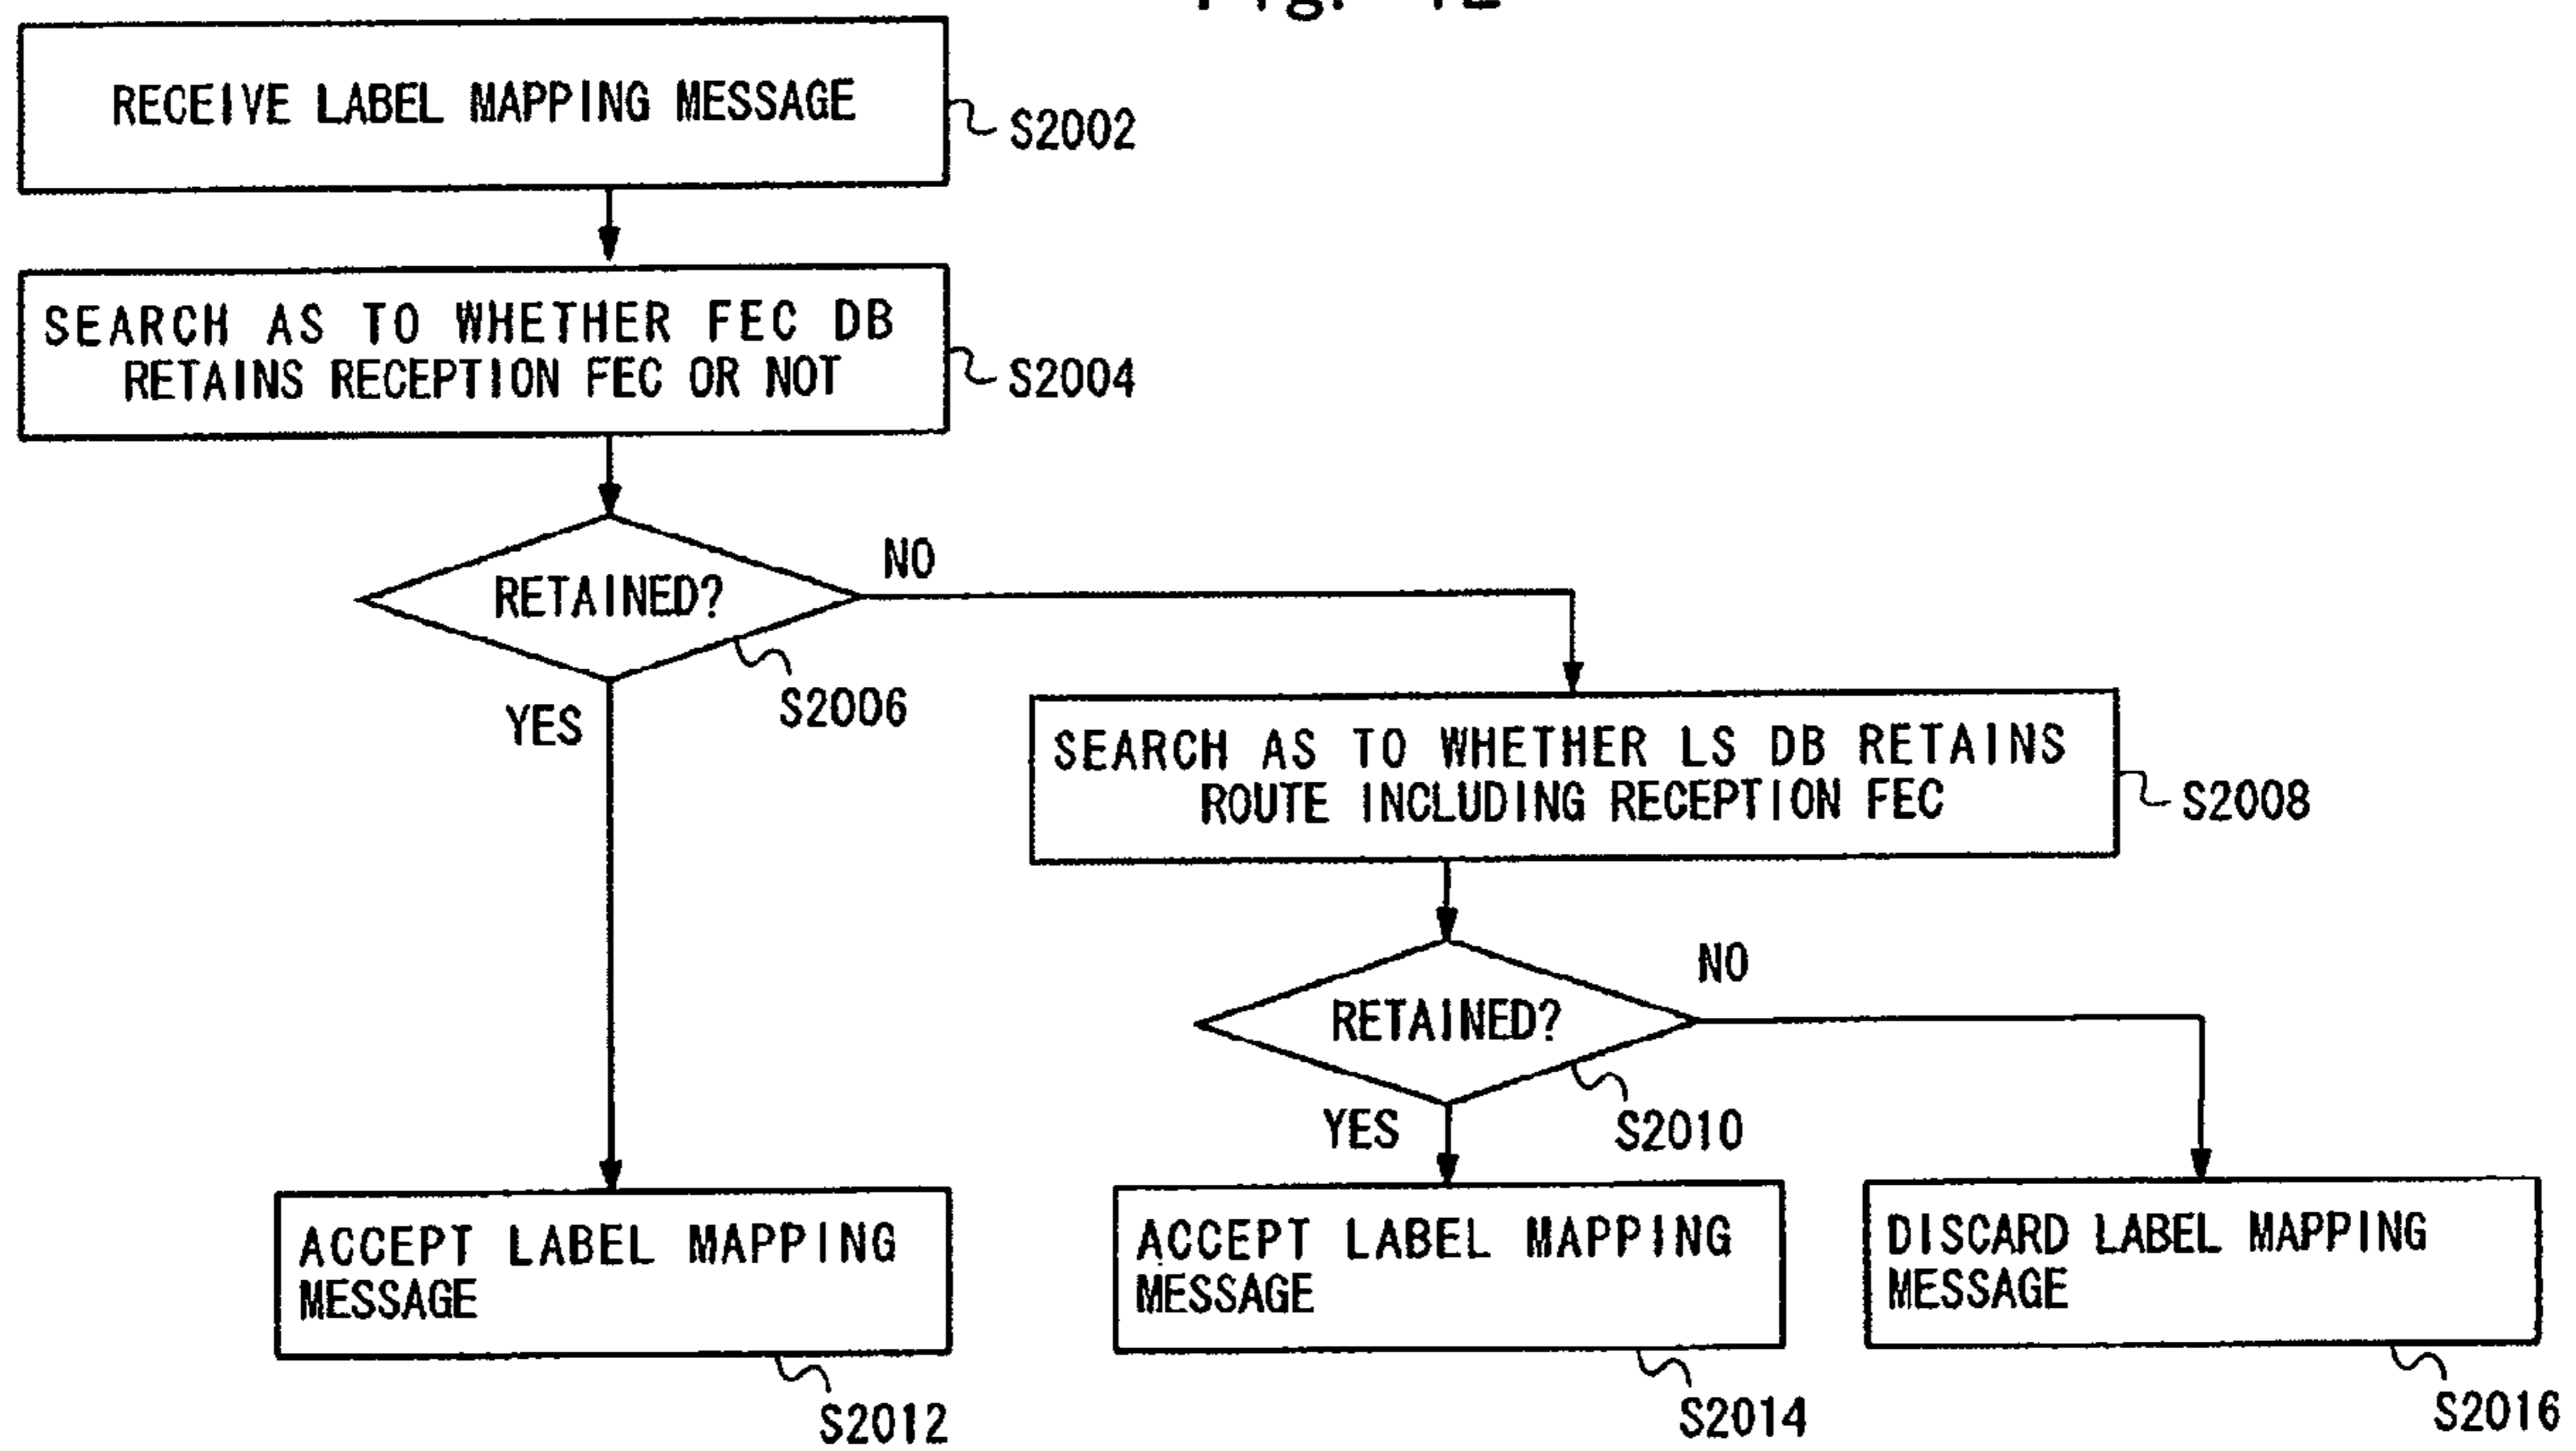 RECEIVE LABEL MAPPING MESSAGE
S2002
SEARCH AS TO WHETHER FEC DB
RETAINS RECEPTION FEC OR NOT
S2004
RETAINED?
NO
S2006
YES
SEARCH AS TO WHETHER LS DB RETAINS
ROUTE INCLUDING RECEPTION FEC
S2008
RETAINED?
NO
S2010
YES
ACCEPT LABEL MAPPING
MESSAGE
S2012
ACCEPT LABEL MAPPING
MESSAGE
S2014
DISCARD LABEL MAPPING
MESSAGE
S2016